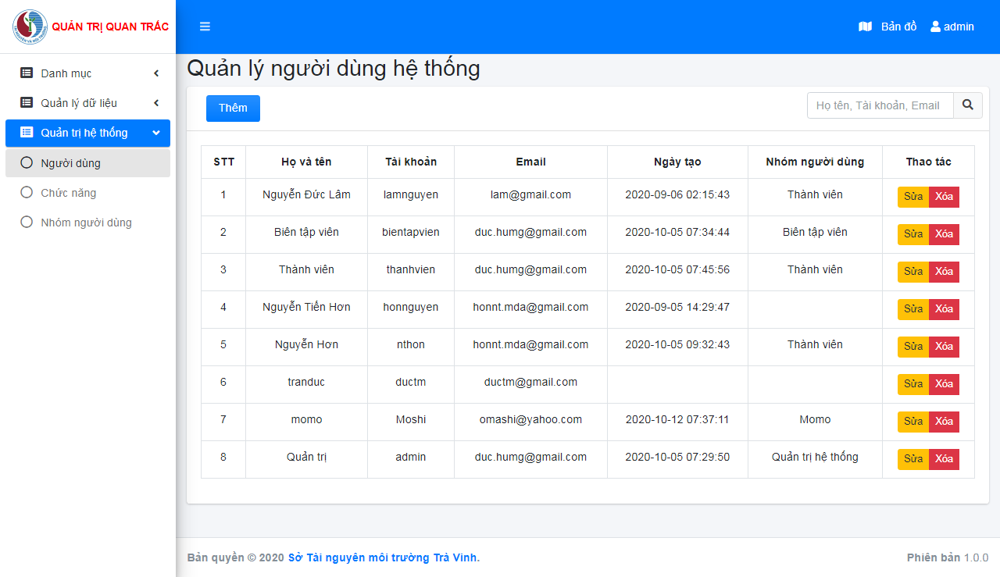 QUẢN TRỊ QUAN TRẮC
Bản đồ admin
Danh mục
Quản lý dữ liệu
Quản trị hệ thống
Người dùng
Chức năng
Nhóm người dùng
Quản lý người dùng hệ thống
Thêm
Họ tên, Tài khoản, Email
STT Họ và tên Tài khoản Email Ngày tạo Nhóm người dùng Thao tác
1 Nguyễn Đức Lâm lamnguyen lam@gmail.com 2020-09-06 02:15:43 Thành viên Sửa Xóa
2 Biên tập viên bientapvien duc.humg@gmail.com 2020-10-05 07:34:44 Biên tập viên Sửa Xóa
3 Thành viên thanhvien duc.humg@gmail.com 2020-10-05 07:45:56 Thành viên Sửa Xóa
4 Nguyễn Tiến Hơn honnguyen honnt.mda@gmail.com 2020-09-05 14:29:47 Sửa Xóa
5 Nguyễn Hơn nthon honnt.mda@gmail.com 2020-10-05 09:32:43 Thành viên Sửa Xóa
6 tranduc ductm ductm@gmail.com Sửa Xóa
7 momo Moshi omashi@yahoo.com 2020-10-12 07:37:11 Momo Sửa Xóa
8 Quản trị admin duc.humg@gmail.com 2020-10-05 07:29:50 Quản trị hệ thống Sửa Xóa
Bản quyền © 2020 Sở Tài nguyên môi trường Trà Vinh.
Phiên bản 1.0.0